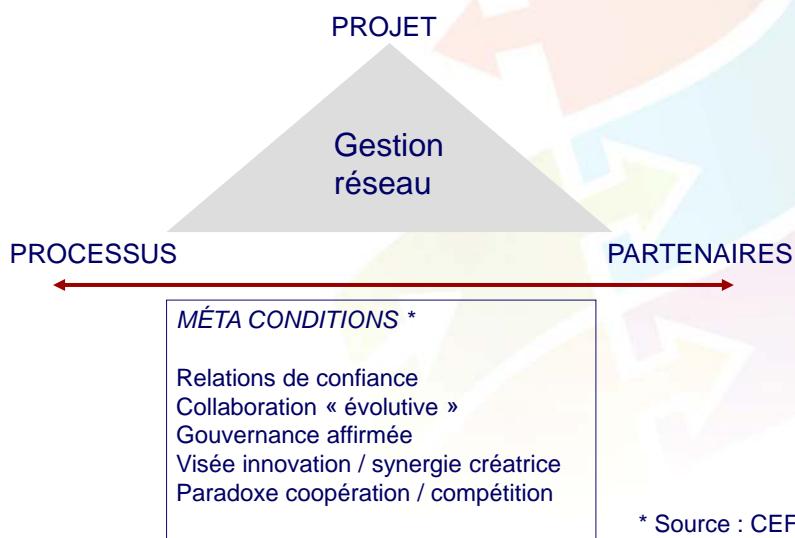 PROJET
Gestion
réseau
PROCESSUS
PARTENAIRES
MÉTA CONDITIONS *
Relations de confiance
Collaboration « évolutive »
Gouvernance affirmée
Visée innovation / synergie créatrice
Paradoxe coopération / compétition
* Source : CEF